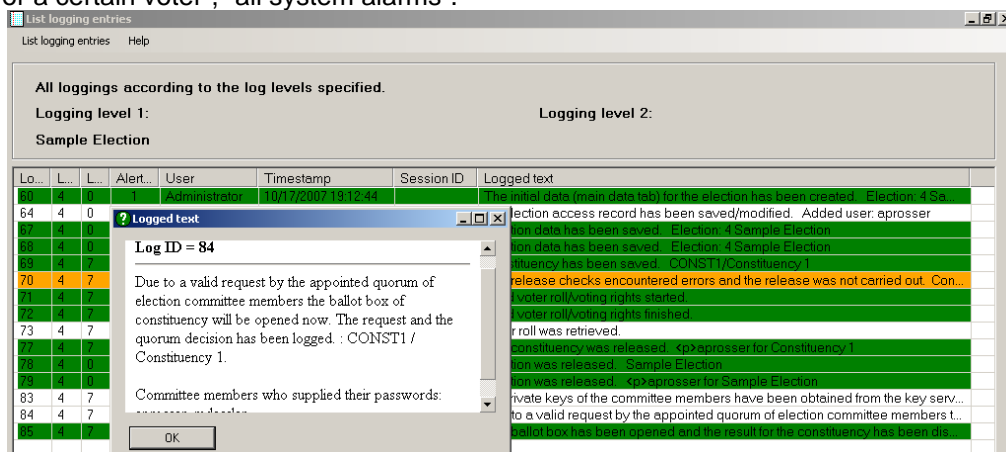 of a certain voter", "all system alarms".
List logging entries
List logging entries Help
All loggings according to the log levels specified.
Logging level 1: Logging level 2:
Sample Election
Lo... L... L... Alert... User Timestamp Session ID Logged text
60 4 0 1 Administrator 10/17/2007 19:12:44 The initial data (main data tab) for the election has been created. Election: 4 Sa...
64 4 0 lection access record has been saved/modified. Added user: aprosser
67 4 0 tion data has been saved. Election: 4 Sample Election
68 4 0 tion data has been saved. Election: 4 Sample Election
69 4 7 stituency has been saved. CONST1/Constituency 1
70 4 7 release checks encountered errors and the release was not carried out. Con...
71 4 7 voter roll/voting rights started.
72 4 7 voter roll/voting rights finished.
73 4 7 r roll was retrieved.
77 4 7 constituency was released. <p>aprosser for Constituency 1
78 4 0 tion was released. Sample Election
79 4 0 tion was released. <p>aprosser for Sample Election
83 4 7 rivate keys of the committee members have been obtained from the key serv...
84 4 7 to a valid request by the appointed quorum of election committee members t...
85 4 7 ballot box has been opened and the result for the constituency has been dis...
Logged text
Log ID = 84
Due to a valid request by the appointed quorum of
election committee members the ballot box of
constituency will be opened now. The request and the
quorum decision has been logged. : CONST1 /
Constituency 1.
Committee members who supplied their passwords:
OK